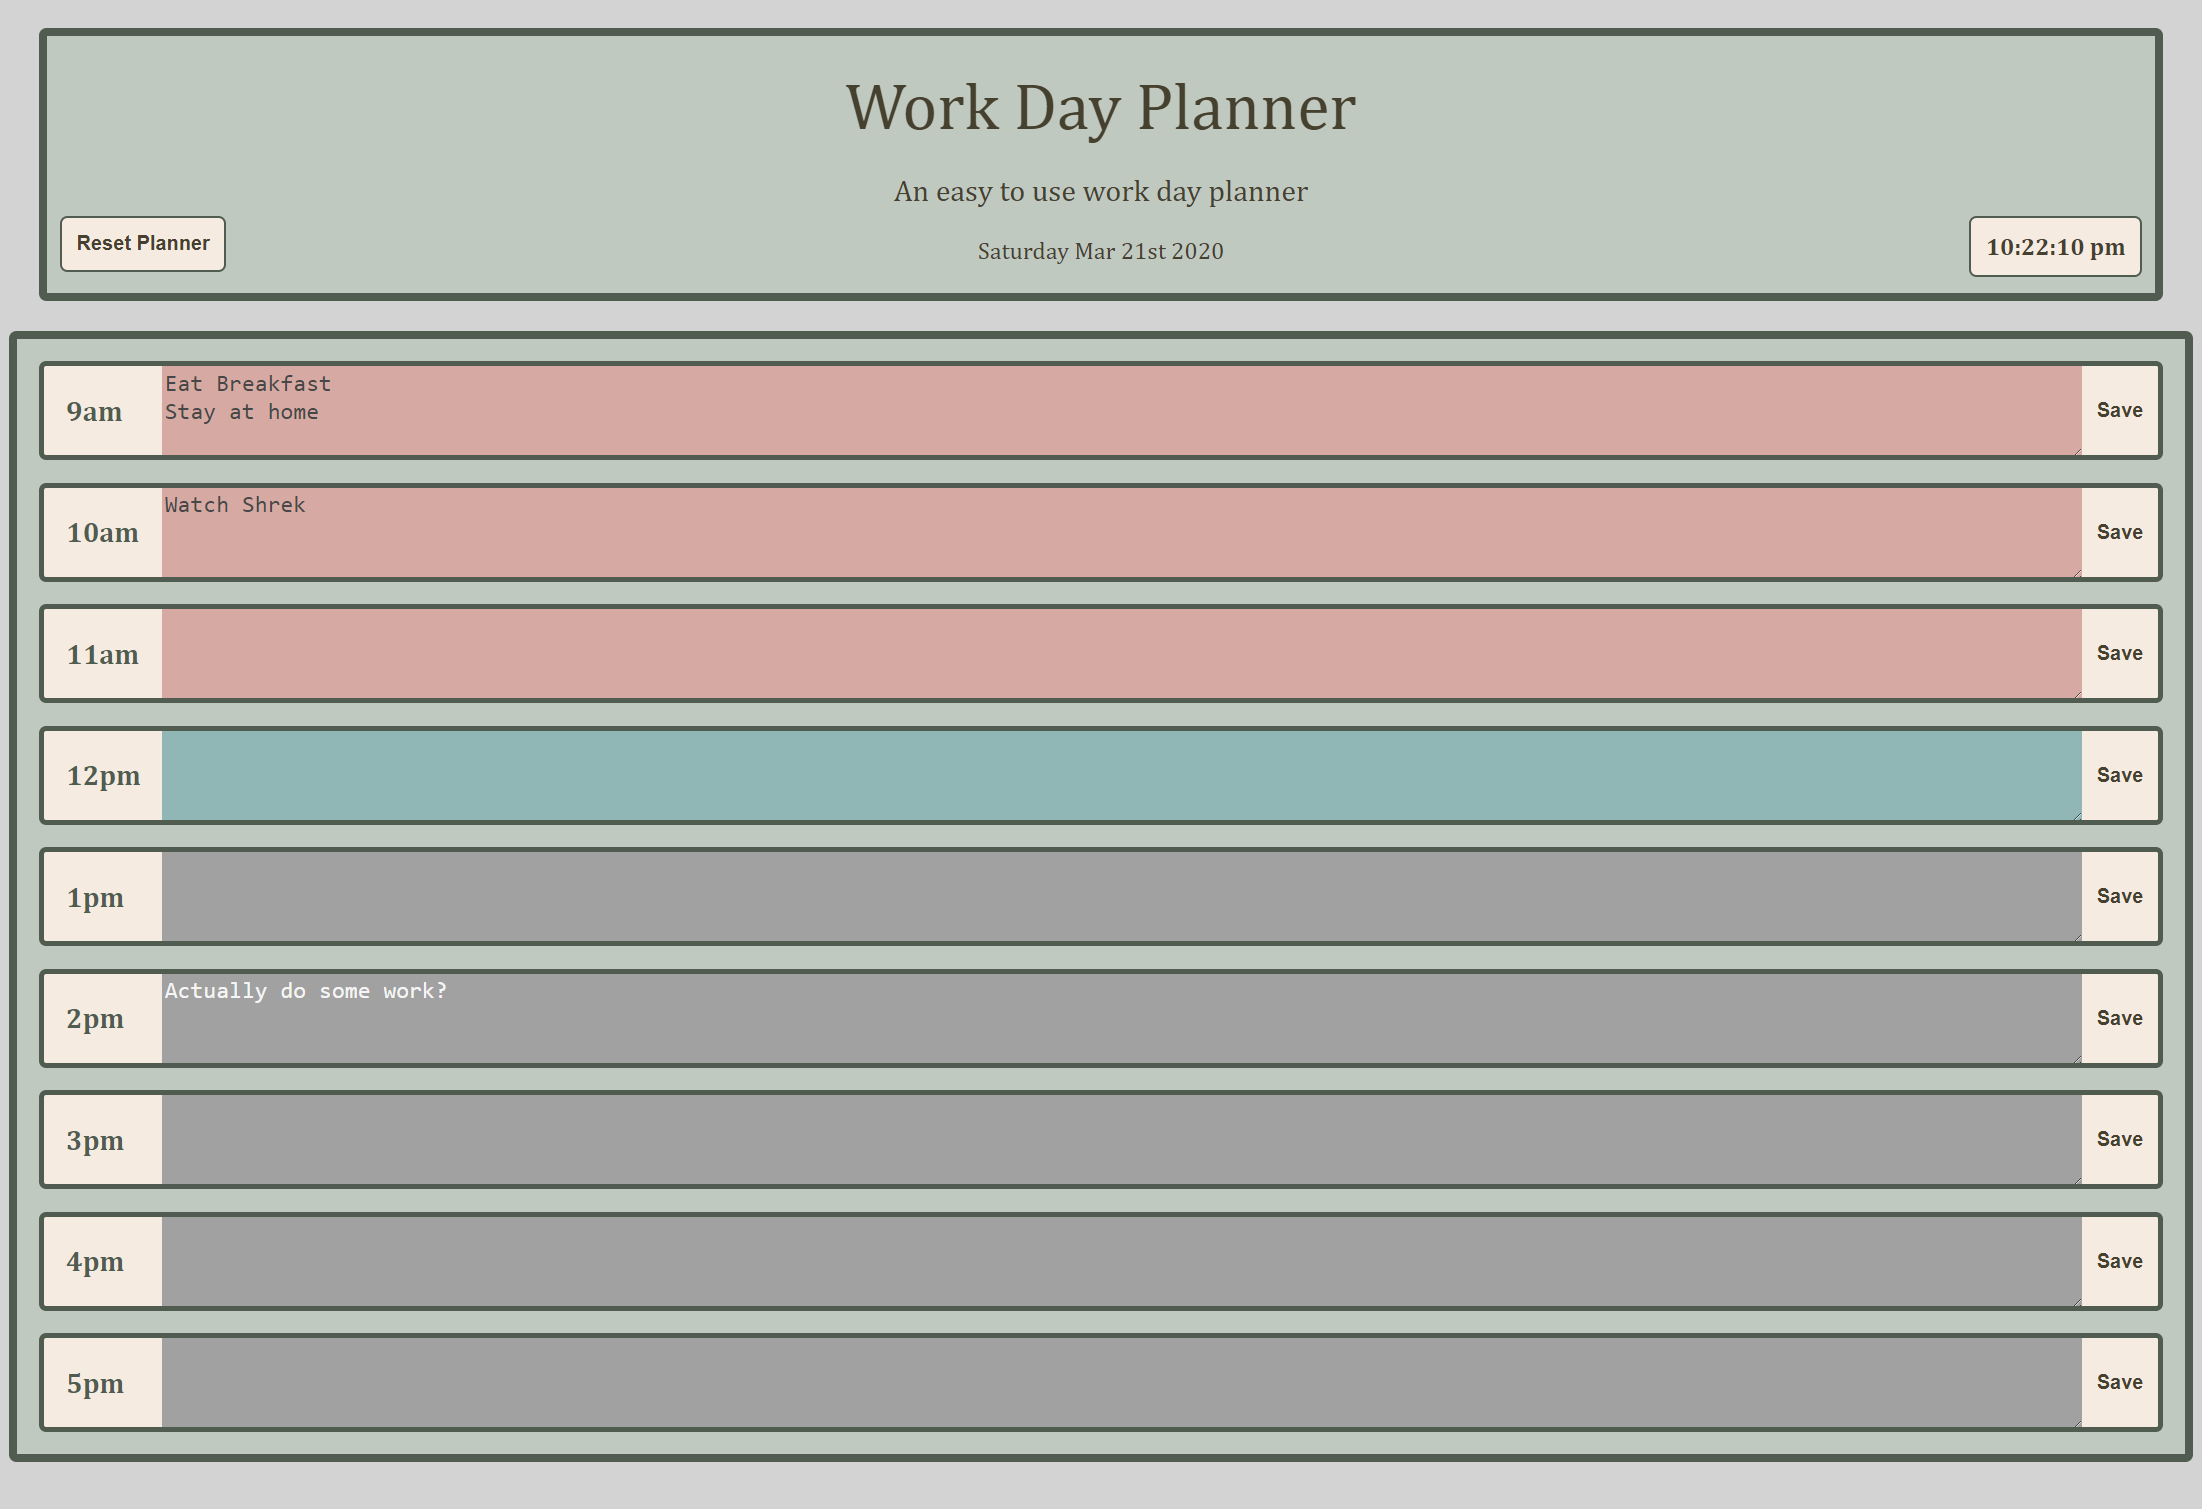 Work Day Planner
An easy to use work day planner
Reset Planner
Saturday Mar 21st 2020
10:22:10 pm
9am
Eat Breakfast
Stay at home
Save
10am
Watch Shrek
Save
11am
Save
12pm
Save
1pm
Save
2pm
Actually do some work?
Save
3pm
Save
4pm
Save
5pm
Save